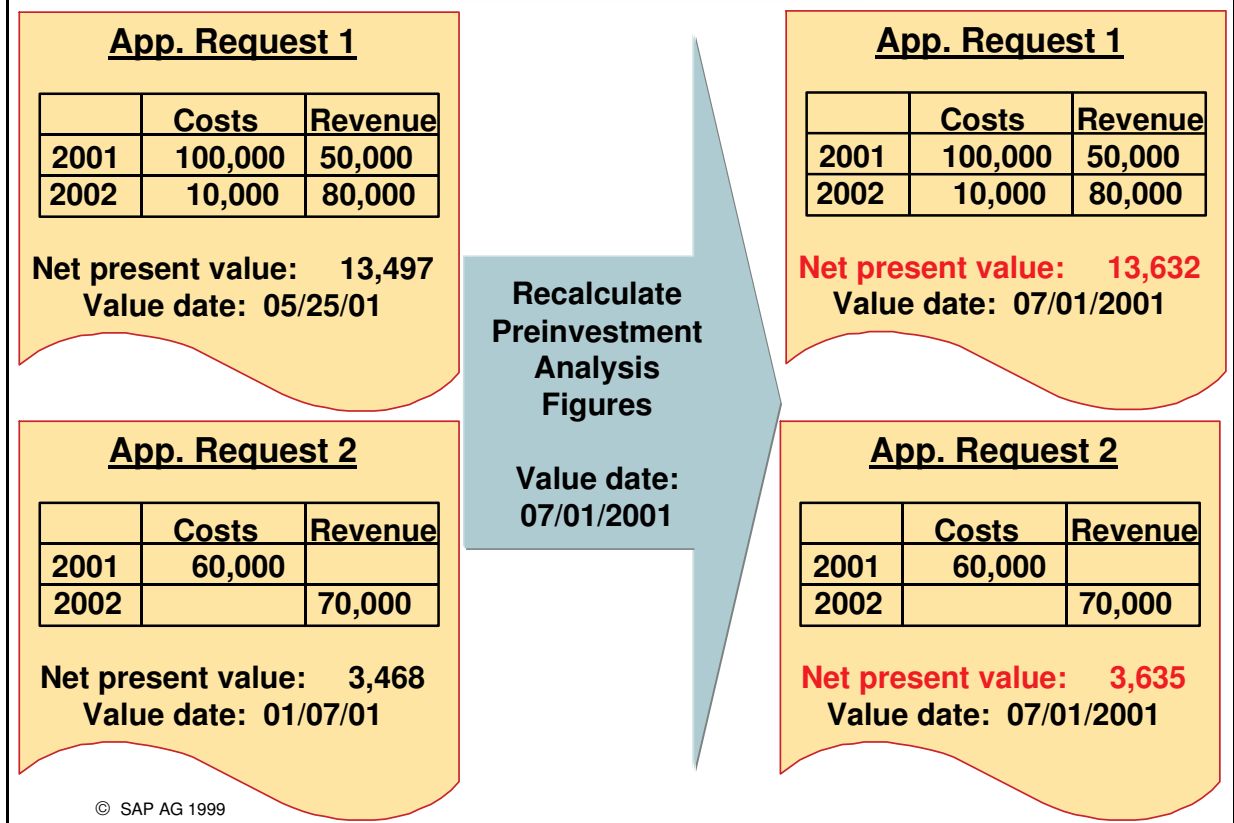 App. Request 1
Costs Revenue
2001 100,000 50,000
2002 10,000 80,000
Net present value: 13,497
Value date: 05/25/01
App. Request 2
Costs Revenue
2001 60,000
2002 70,000
Net present value: 3,468
Value date: 01/07/01
Recalculate
Preinvestment
Analysis
Figures
Value date:
07/01/2001
App. Request 1
Costs Revenue
2001 100,000 50,000
2002 10,000 80,000
Net present value: 13,632
Value date: 07/01/2001
App. Request 2
Costs Revenue
2001 60,000
2002 70,000
Net present value: 3,635
Value date: 07/01/2001
© SAP AG 1999